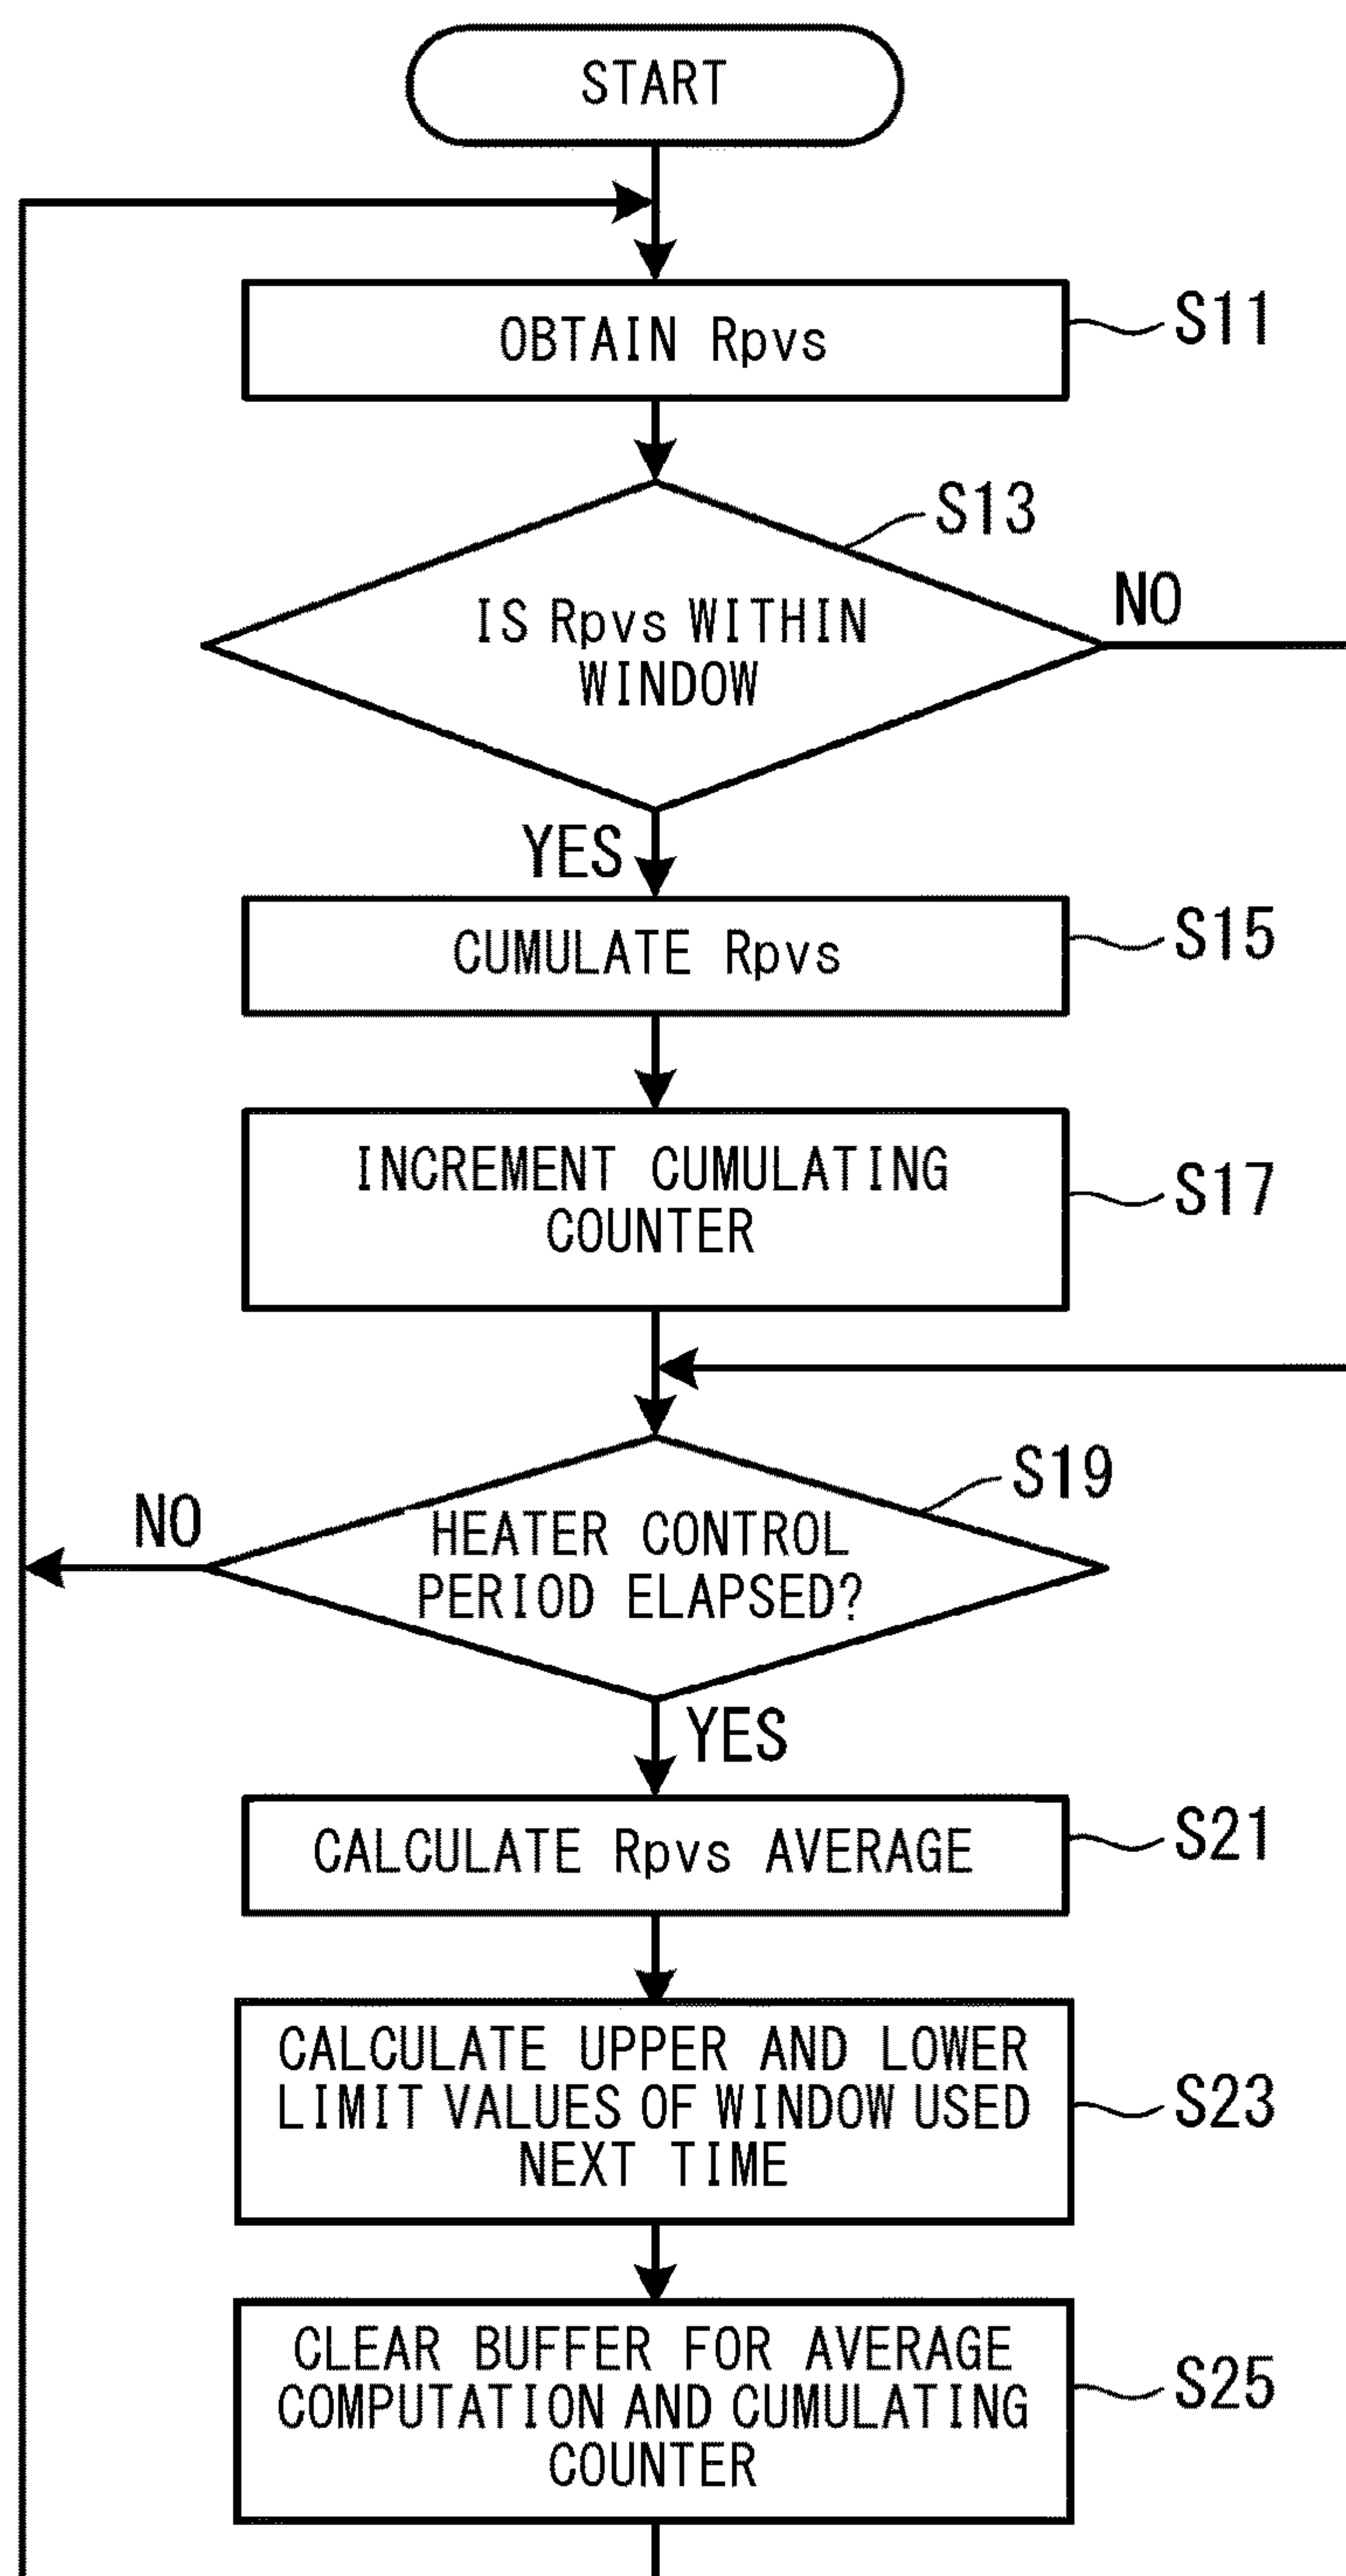 START
OBTAIN Rpvs
S11
S13
IS Rpvs WITHIN
WINDOW
NO
YES
CUMULATE Rpvs
S15
INCREMENT CUMULATING
COUNTER
S17
S19
NO
HEATER CONTROL
PERIOD ELAPSED?
YES
CALCULATE Rpvs AVERAGE
S21
CALCULATE UPPER AND LOWER
LIMIT VALUES OF WINDOW USED
NEXT TIME
S23
CLEAR BUFFER FOR AVERAGE
COMPUTATION AND CUMULATING
COUNTER
S25